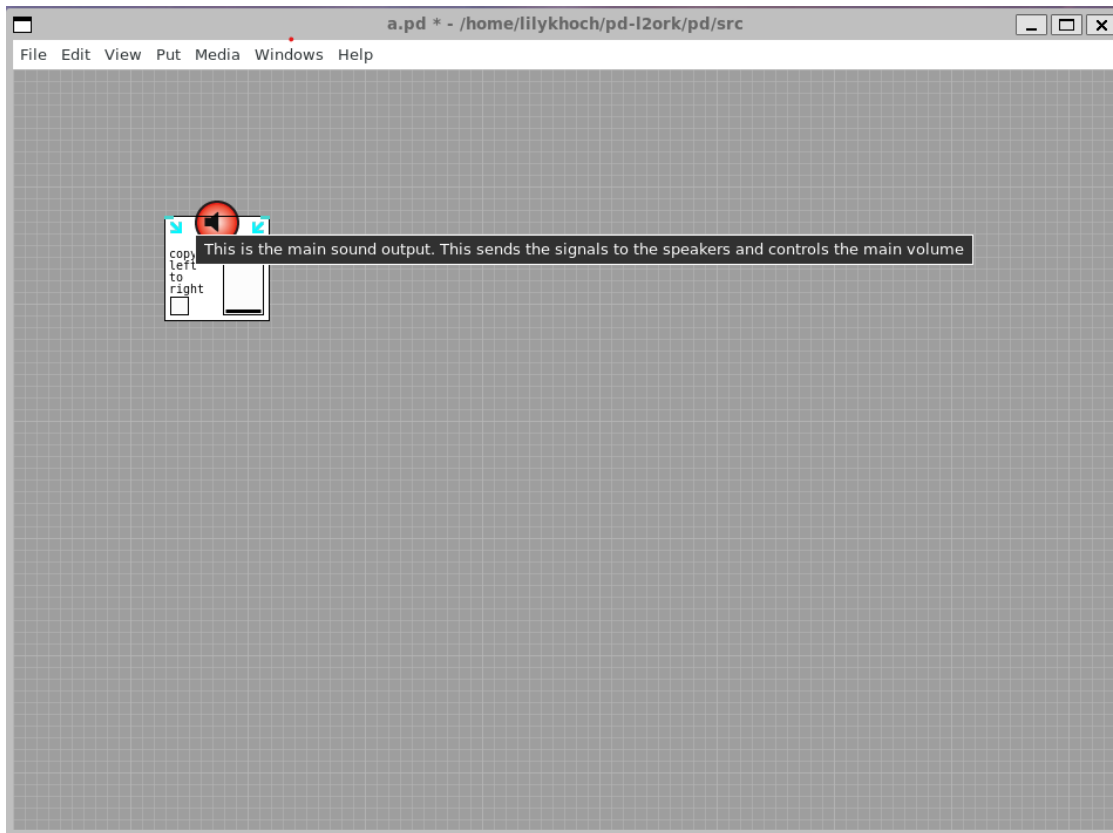 a.pd * - /home/lilykhoch/pd-l2ork/pd/src
File Edit View Put Media Windows Help
This is the main sound output. This sends the signals to the speakers and controls the main volume
copy
left
to
right